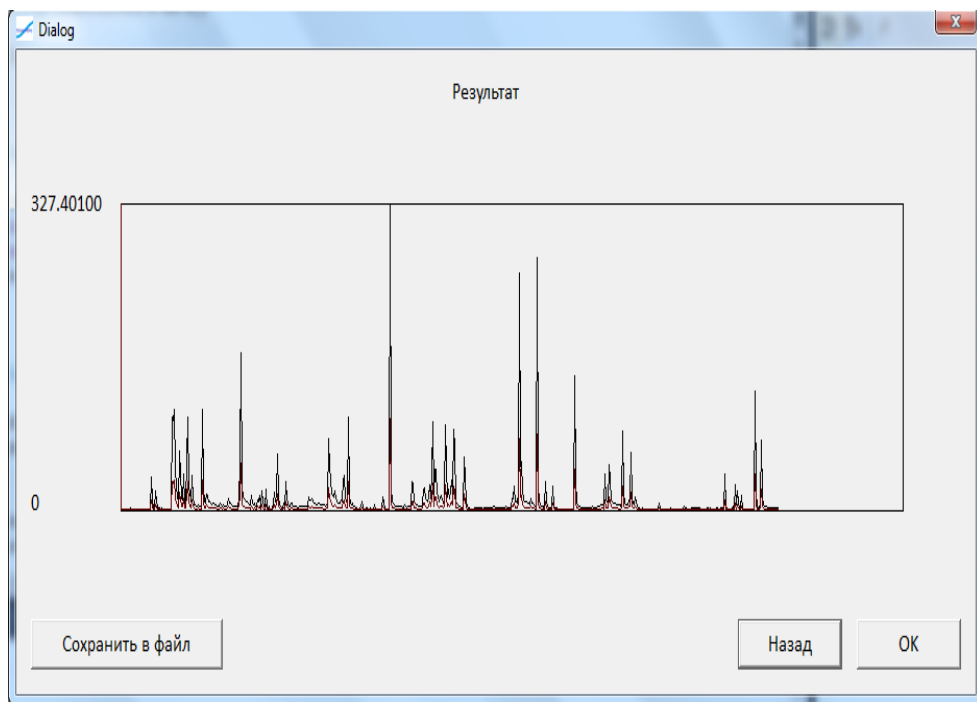 Dialog
Результат
327.40100
0
Сохранить в файл
Назад
OK